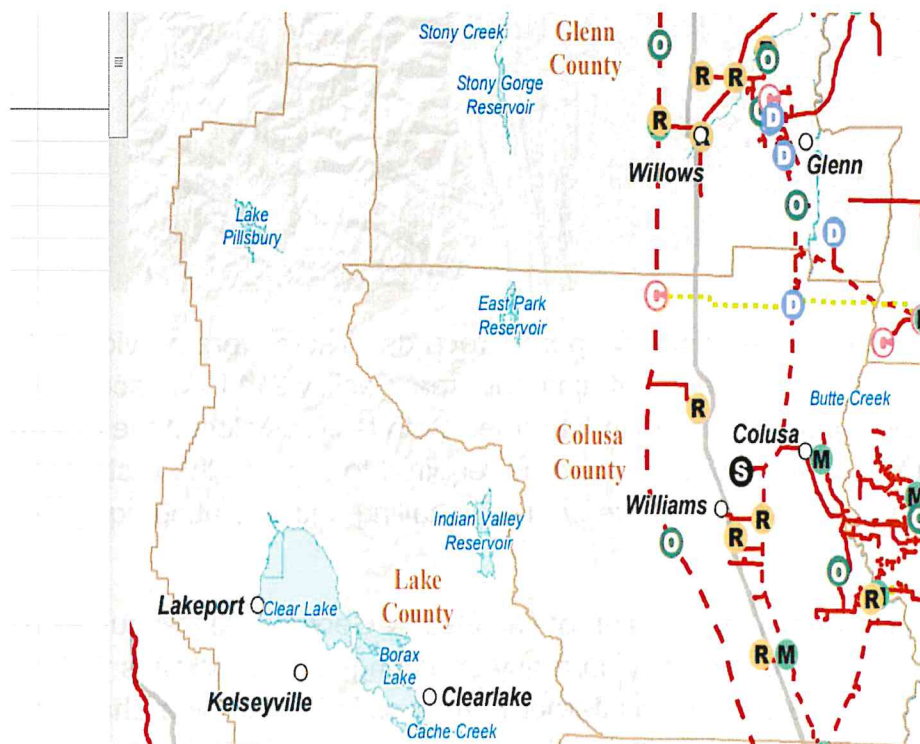 Stony Creek
Glenn
County
O
R
O
R
R
Stony Gorge
Reservoir
C
D
R
Willows
D
Glenn
Lake
Pillsbury
O
D
East Park
Reservoir
C
D
C
R
Butte Creek
Colusa
County
Colusa
M
S
Indian Valley
Reservoir
Williams
R
R
O
O
Lake
County
Lakeport
Clear Lake
R
Borax
Lake
R
M
Kelseyville
Clearlake
Cache Creek